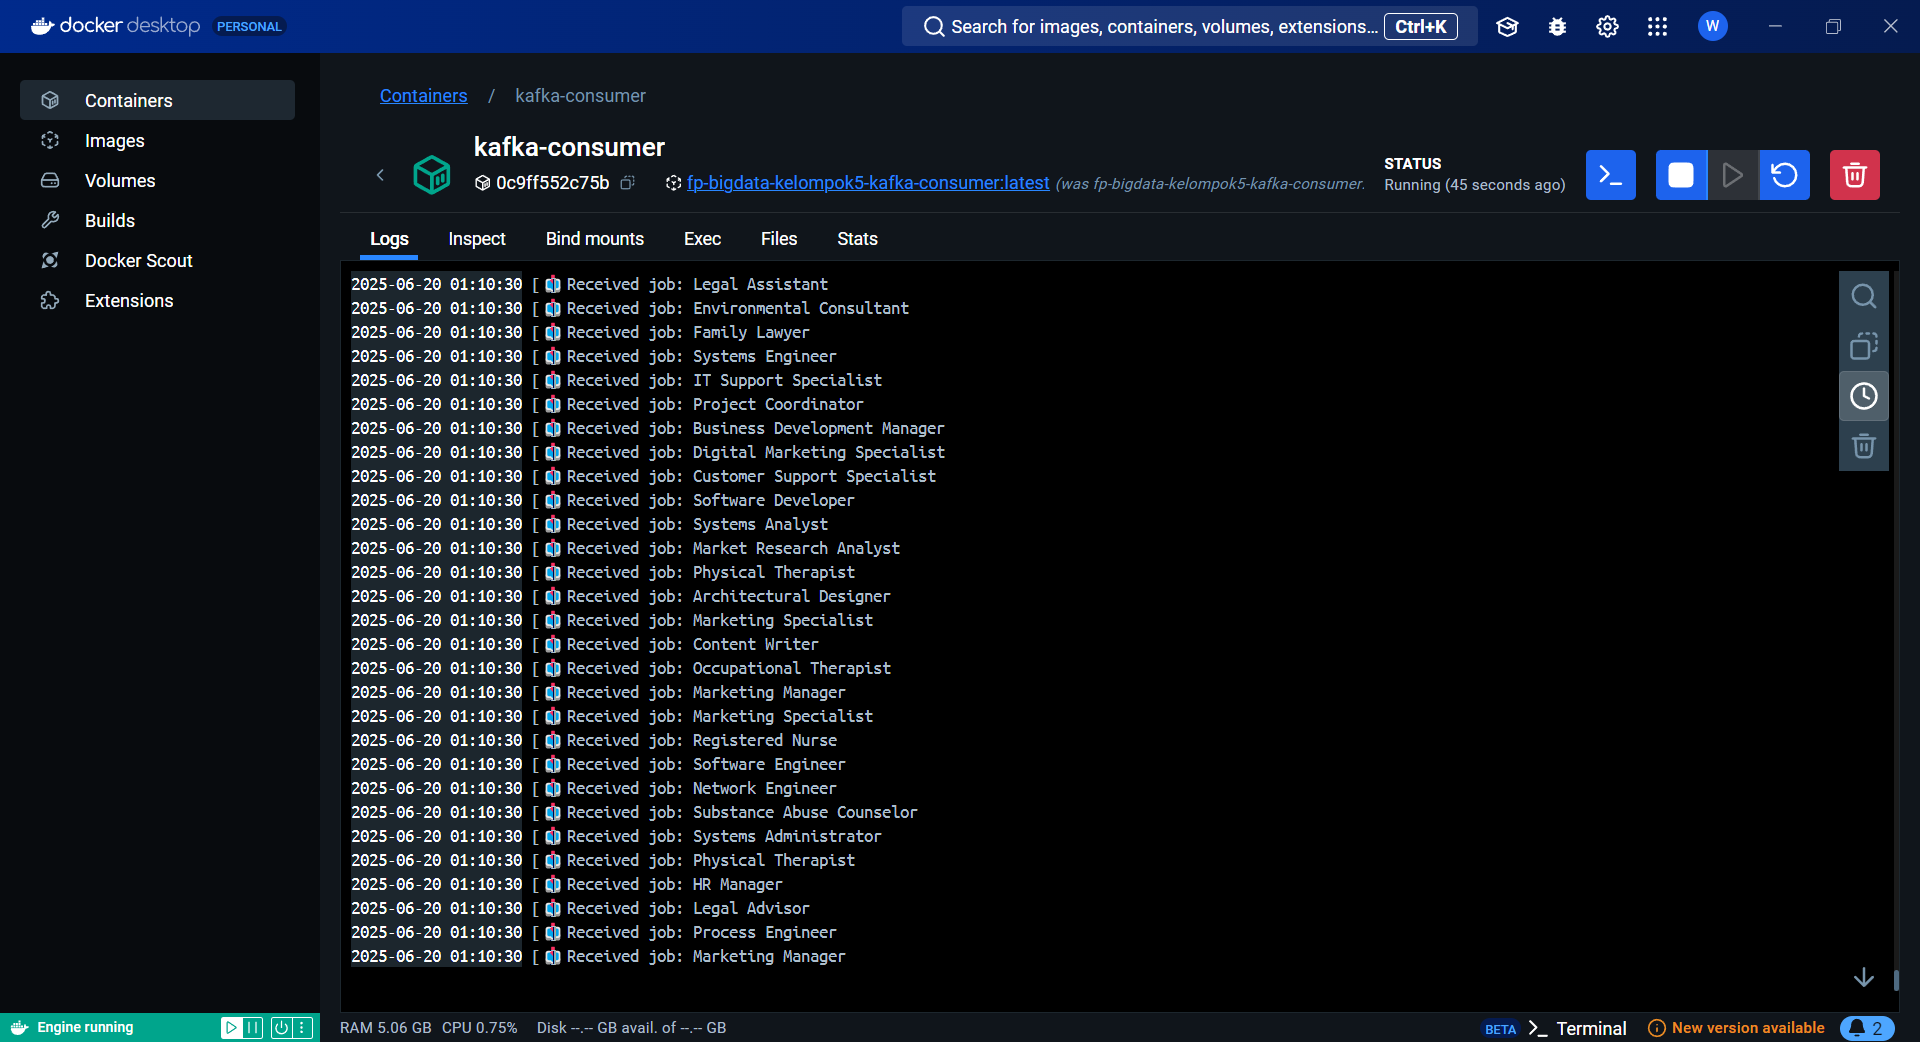 docker desktop PERSONAL
Search for images, containers, volumes, extensions... Ctrl+K
W
Containers
Images
Volumes
Builds
Docker Scout
Extensions
Containers / kafka-consumer
kafka-consumer
0c9ff552c75b fp-bigdata-kelompok5-kafka-consumer:latest (was fp-bigdata-kelompok5-kafka-consumer.
STATUS
Running (45 seconds ago)
Logs Inspect Bind mounts Exec Files Stats
2025-06-20 01:10:30 [📫 Received job: Legal Assistant
2025-06-20 01:10:30 [📫 Received job: Environmental Consultant
2025-06-20 01:10:30 [📫 Received job: Family Lawyer
2025-06-20 01:10:30 [📫 Received job: Systems Engineer
2025-06-20 01:10:30 [📫 Received job: IT Support Specialist
2025-06-20 01:10:30 [📫 Received job: Project Coordinator
2025-06-20 01:10:30 [📫 Received job: Business Development Manager
2025-06-20 01:10:30 [📫 Received job: Digital Marketing Specialist
2025-06-20 01:10:30 [📫 Received job: Customer Support Specialist
2025-06-20 01:10:30 [📫 Received job: Software Developer
2025-06-20 01:10:30 [📫 Received job: Systems Analyst
2025-06-20 01:10:30 [📫 Received job: Market Research Analyst
2025-06-20 01:10:30 [📫 Received job: Physical Therapist
2025-06-20 01:10:30 [📫 Received job: Architectural Designer
2025-06-20 01:10:30 [📫 Received job: Marketing Specialist
2025-06-20 01:10:30 [📫 Received job: Content Writer
2025-06-20 01:10:30 [📫 Received job: Occupational Therapist
2025-06-20 01:10:30 [📫 Received job: Marketing Manager
2025-06-20 01:10:30 [📫 Received job: Marketing Specialist
2025-06-20 01:10:30 [📫 Received job: Registered Nurse
2025-06-20 01:10:30 [📫 Received job: Software Engineer
2025-06-20 01:10:30 [📫 Received job: Network Engineer
2025-06-20 01:10:30 [📫 Received job: Substance Abuse Counselor
2025-06-20 01:10:30 [📫 Received job: Systems Administrator
2025-06-20 01:10:30 [📫 Received job: Physical Therapist
2025-06-20 01:10:30 [📫 Received job: HR Manager
2025-06-20 01:10:30 [📫 Received job: Legal Advisor
2025-06-20 01:10:30 [📫 Received job: Process Engineer
2025-06-20 01:10:30 [📫 Received job: Marketing Manager
Engine running
RAM 5.06 GB CPU 0.75% Disk --.-- GB avail. of --.-- GB
BETA >_ Terminal New version available 2